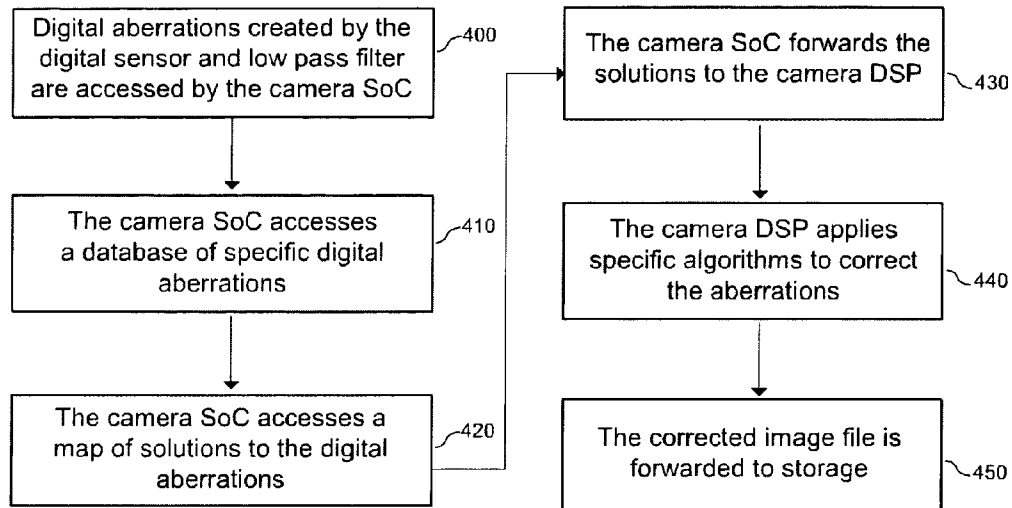 Digital aberrations created by the
digital sensor and low pass filter
are accessed by the camera SoC
400
The camera SoC accesses
a database of specific digital
aberrations
410
The camera SoC accesses a
map of solutions to the digital
aberrations
420
The camera SoC forwards the
solutions to the camera DSP
430
The camera DSP applies
specific algorithms to correct
the aberrations
440
The corrected image file is
forwarded to storage
450